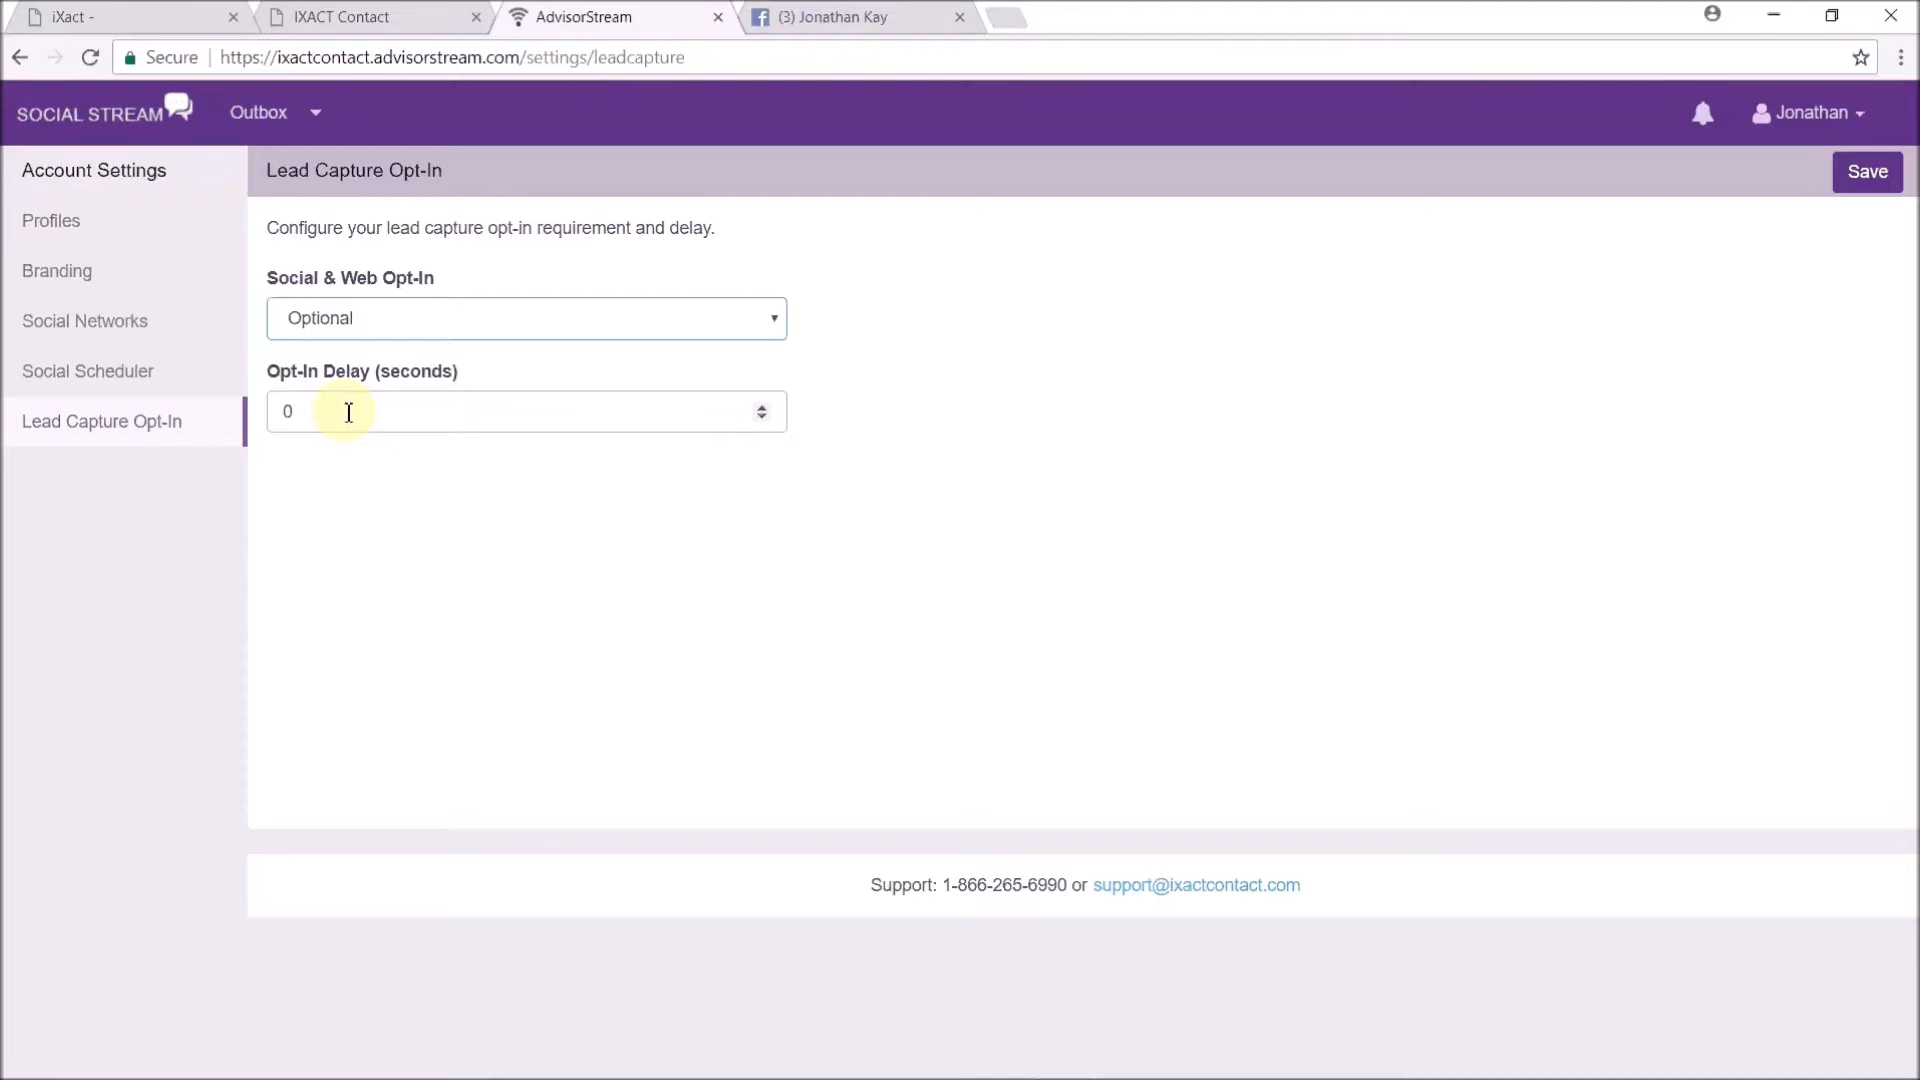 iXact -
IXACT Contact
AdvisorStream
(3) Jonathan Kay
Secure
https://ixactcontact.advisorstream.com/settings/leadcapture
SOCIAL STREAM
Outbox
Jonathan
Account Settings
Profiles
Branding
Social Networks
Social Scheduler
Lead Capture Opt-In
Lead Capture Opt-In
Save
Configure your lead capture opt-in requirement and delay.
Social & Web Opt-In
Optional
Opt-In Delay (seconds)
0
Support: 1-866-265-6990 or support@ixactcontact.com